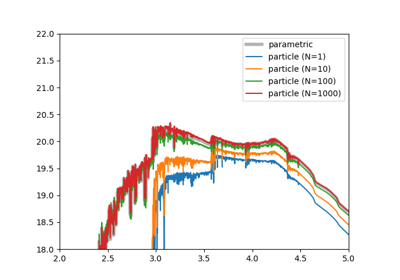 22.0
21.5
21.0
20.5
20.0
19.5
19.0
18.5
18.0
2.0 2.5 3.0 3.5 4.0 4.5 5.0
parametric
particle (N=1)
particle (N=10)
particle (N=100)
particle (N=1000)